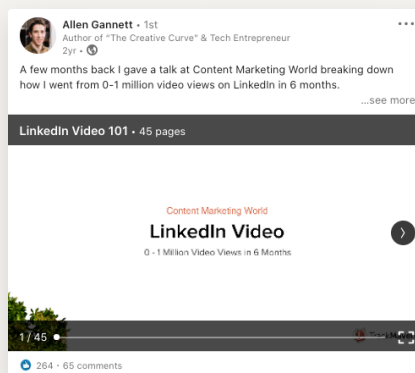 Allen Gannett • 1st
Author of "The Creative Curve" & Tech Entrepreneur
2yr •
A few months back I gave a talk at Content Marketing World breaking down
how I went from 0-1 million video views on LinkedIn in 6 months.
...see more
LinkedIn Video 101 • 45 pages
Content Marketing World
LinkedIn Video
0 - 1 Million Video Views in 6 Months
1 / 45
264 • 65 comments